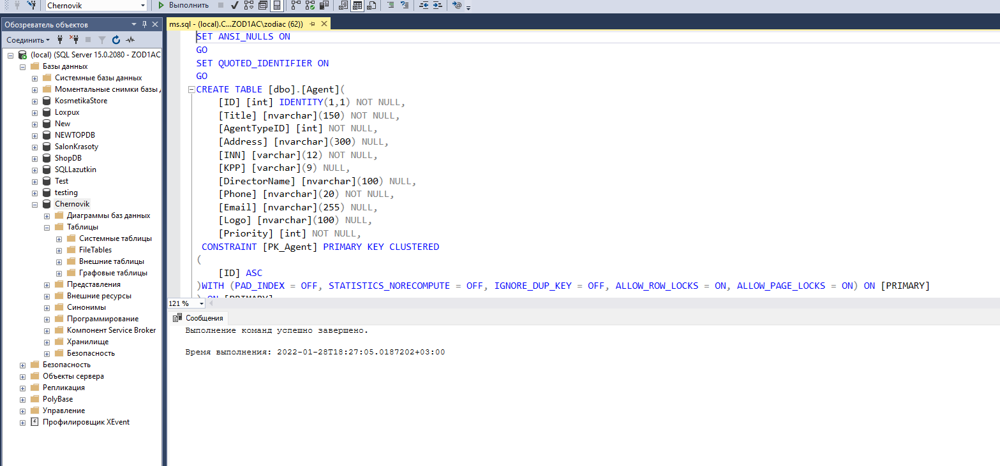 Chernovik
Выполнить
Обозреватель объектов
Соединить
(local) (SQL Server 15.0.2080 - ZOD1AC
Базы данных
Системные базы данных
Моментальные снимки базы
KosmetikaStore
Loxpux
New
NEWTOPDB
SalonKrasoty
ShopDB
SQLLazutkin
Test
testing
Chernovik
Диаграммы баз данных
Таблицы
Системные таблицы
FileTables
Внешние таблицы
Графовые таблицы
Представления
Внешние ресурсы
Синонимы
Программирование
Компонент Service Broker
Хранилище
Безопасность
Безопасность
Объекты сервера
Репликация
PolyBase
Управление
Профилировщик XEvent
ms.sql - (local).C...ZOD1AC\zodiac (62))
SET ANSI_NULLS ON
GO
SET QUOTED_IDENTIFIER ON
GO
CREATE TABLE [dbo].[Agent](
[ID] [int] IDENTITY(1,1) NOT NULL,
[Title] [nvarchar](150) NOT NULL,
[AgentTypeID] [int] NOT NULL,
[Address] [nvarchar](300) NULL,
[INN] [varchar](12) NOT NULL,
[KPP] [varchar](9) NULL,
[DirectorName] [nvarchar](100) NULL,
[Phone] [nvarchar](20) NOT NULL,
[Email] [nvarchar](255) NULL,
[Logo] [nvarchar](100) NULL,
[Priority] [int] NOT NULL,
CONSTRAINT [PK_Agent] PRIMARY KEY CLUSTERED
(
[ID] ASC
)WITH (PAD_INDEX = OFF, STATISTICS_NORECOMPUTE = OFF, IGNORE_DUP_KEY = OFF, ALLOW_ROW_LOCKS = ON, ALLOW_PAGE_LOCKS = ON) ON [PRIMARY]
) ON [PRIMARY]
121 %
Сообщения
Выполнение команд успешно завершено.
Время выполнения: 2022-01-28T18:27:05.0187202+03:00